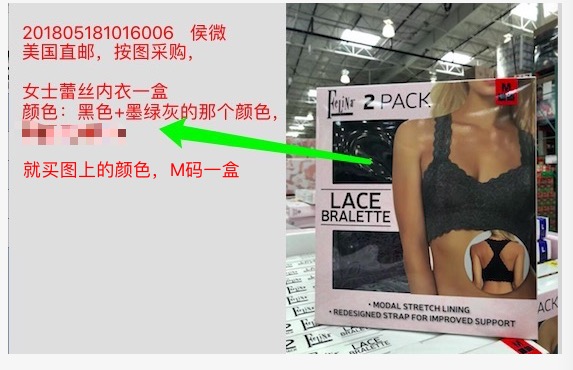 201805181016006 侯微
美国直邮，按图采购，
女士蕾丝内衣一盒
颜色：黑色+墨绿灰的那个颜色，
就买图上的颜色，M码一盒
Felina
2 PACK
M
LACE
BRALETTE
• MODAL STRETCH LINING
• REDESIGNED STRAP FOR IMPROVED SUPPORT
LACE
PACK